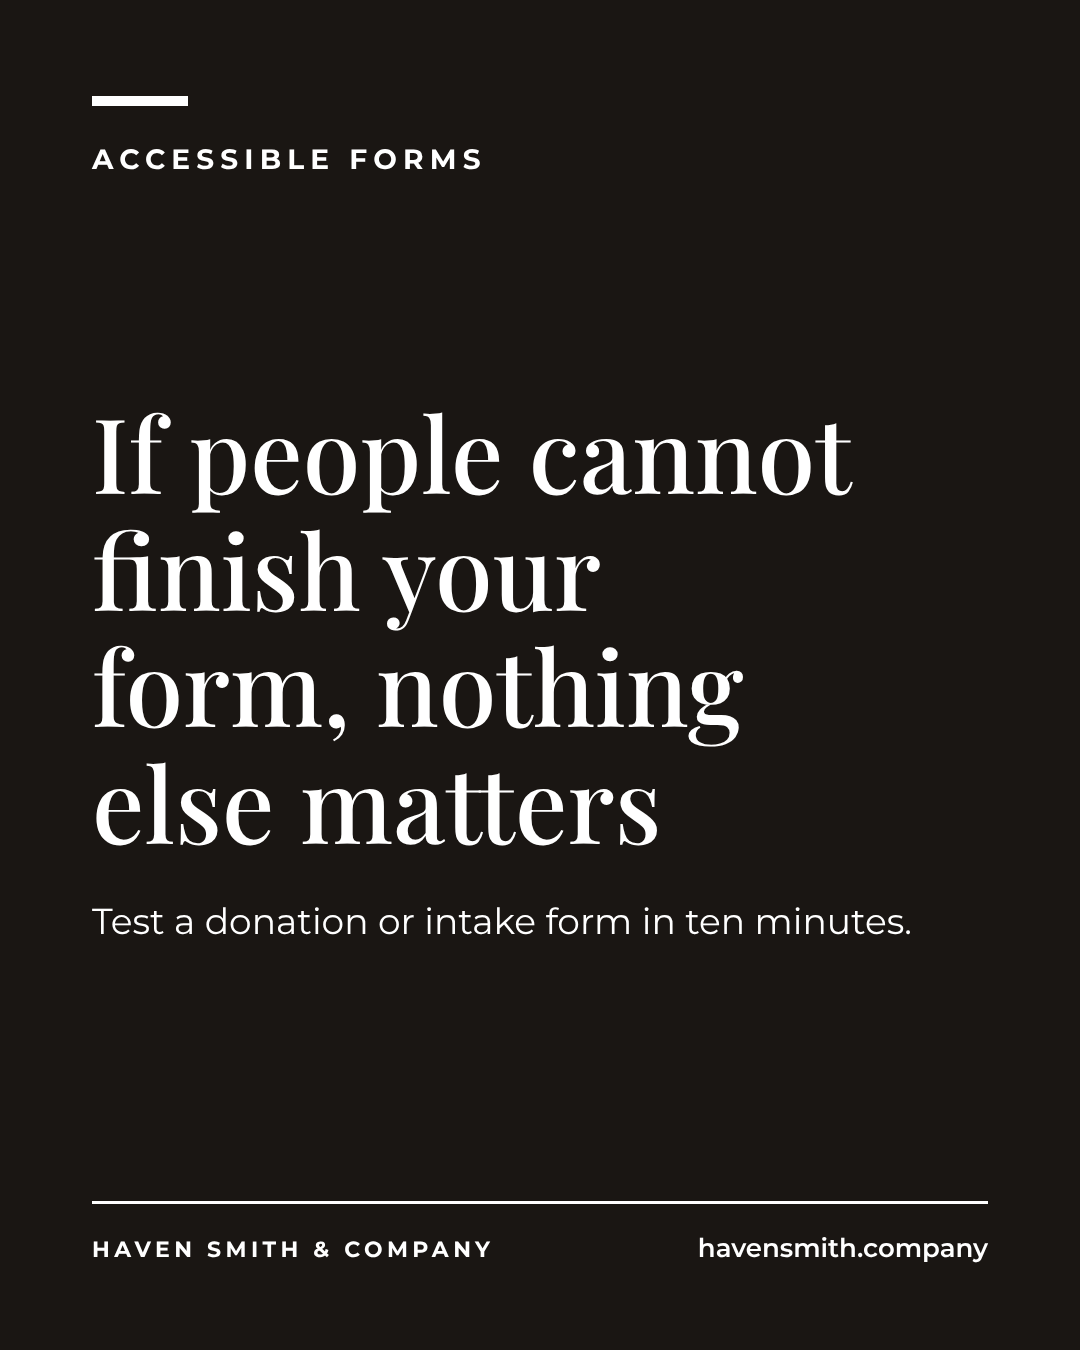 ACCESSIBLE FORMS
If people cannot
finish your
form, nothing
else matters
Test a donation or intake form in ten minutes.
HAVEN SMITH & COMPANY
havensmith.company